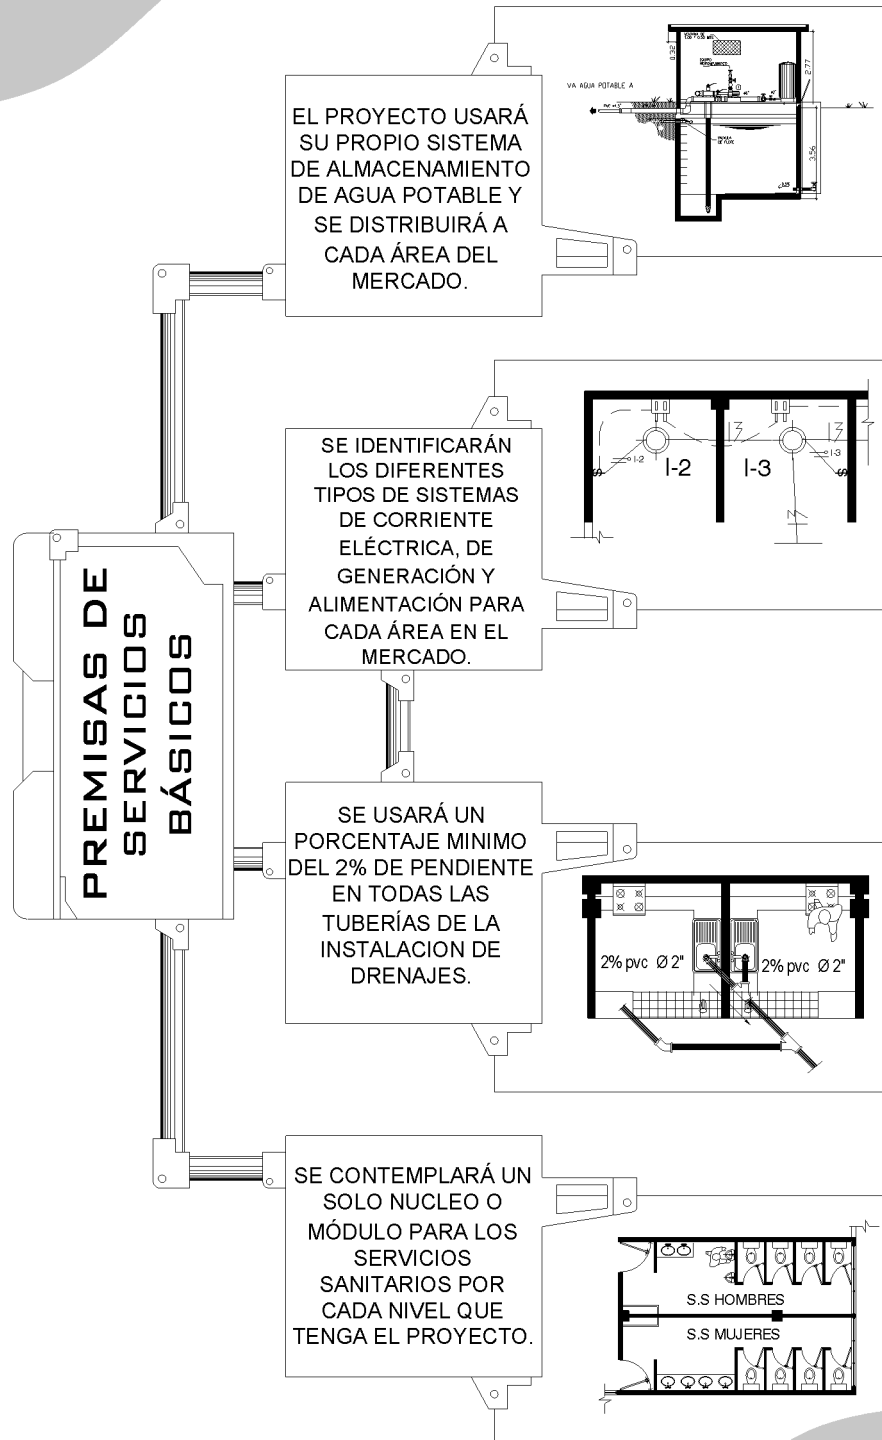 PREMISAS DE
SERVICIOS
BÁSICOS
EL PROYECTO USARÁ
SU PROPIO SISTEMA
DE ALMACENAMIENTO
DE AGUA POTABLE Y
SE DISTRIBUIRÁ A
CADA ÁREA DEL
MERCADO.
VA AGUA POTABLE A
0.32
2.77
3.56
SE IDENTIFICARÁN
LOS DIFERENTES
TIPOS DE SISTEMAS
DE CORRIENTE
ELÉCTRICA, DE
GENERACIÓN Y
ALIMENTACIÓN PARA
CADA ÁREA EN EL
MERCADO.
I-2
I-3
I-2
I-3
S
S
SE USARÁ UN
PORCENTAJE MINIMO
DEL 2% DE PENDIENTE
EN TODAS LAS
TUBERÍAS DE LA
INSTALACION DE
DRENAJES.
2% pvc Ø 2"
2% pvc Ø 2"
SE CONTEMPLARÁ UN
SOLO NUCLEO O
MÓDULO PARA LOS
SERVICIOS
SANITARIOS POR
CADA NIVEL QUE
TENGA EL PROYECTO.
S.S HOMBRES
S.S MUJERES